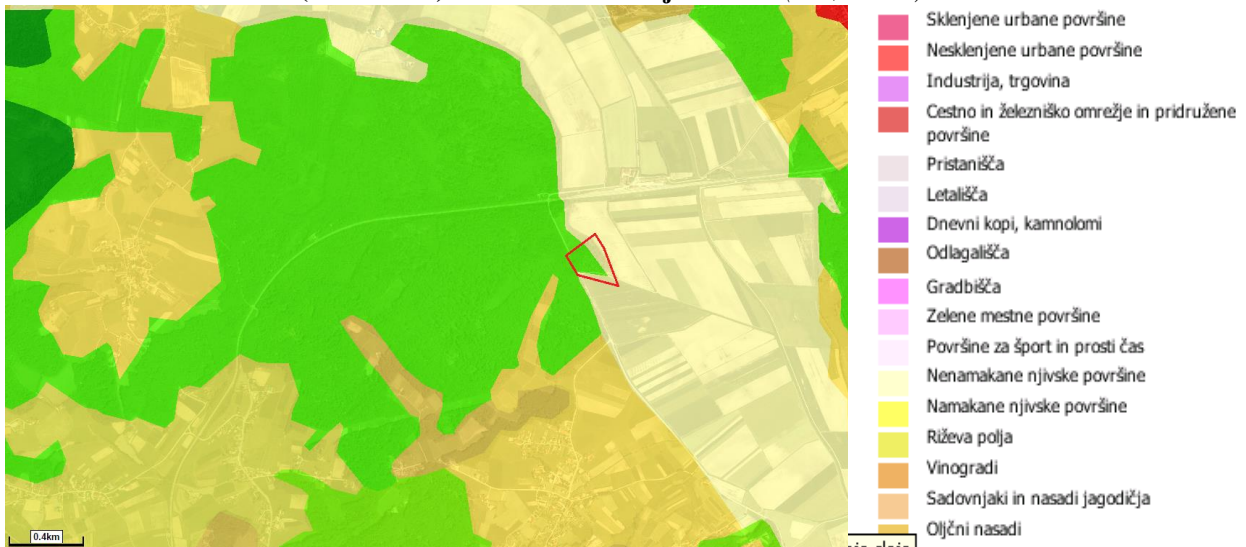 Sklenjene urbane površine
Nesklenjene urbane površine
Industrija, trgovina
Cestno in železniško omrežje in pridružene
površine
Pristanišča
Letališča
Dnevni kopi, kamnolomi
Odlagališča
Gradbišča
Zelene mestne površine
Površine za šport in prosti čas
Nenamakane njivske površine
Namakane njivske površine
Riževa polja
Vinogradi
Sadovnjaki in nasadi jagodičja
Oljčni nasadi
0.4km